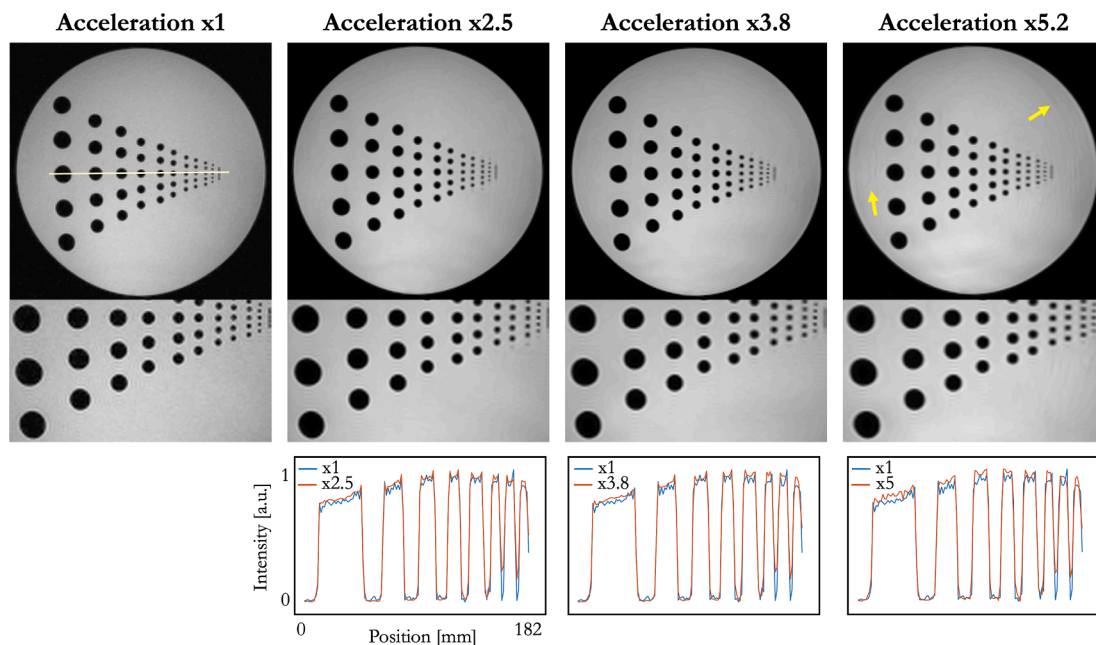 Acceleration x1
Acceleration x2.5
Acceleration x3.8
Acceleration x5.2
Intensity [a.u.]
1
0
x1
x2.5
x1
x3.8
x1
x5
0
Position [mm]
182